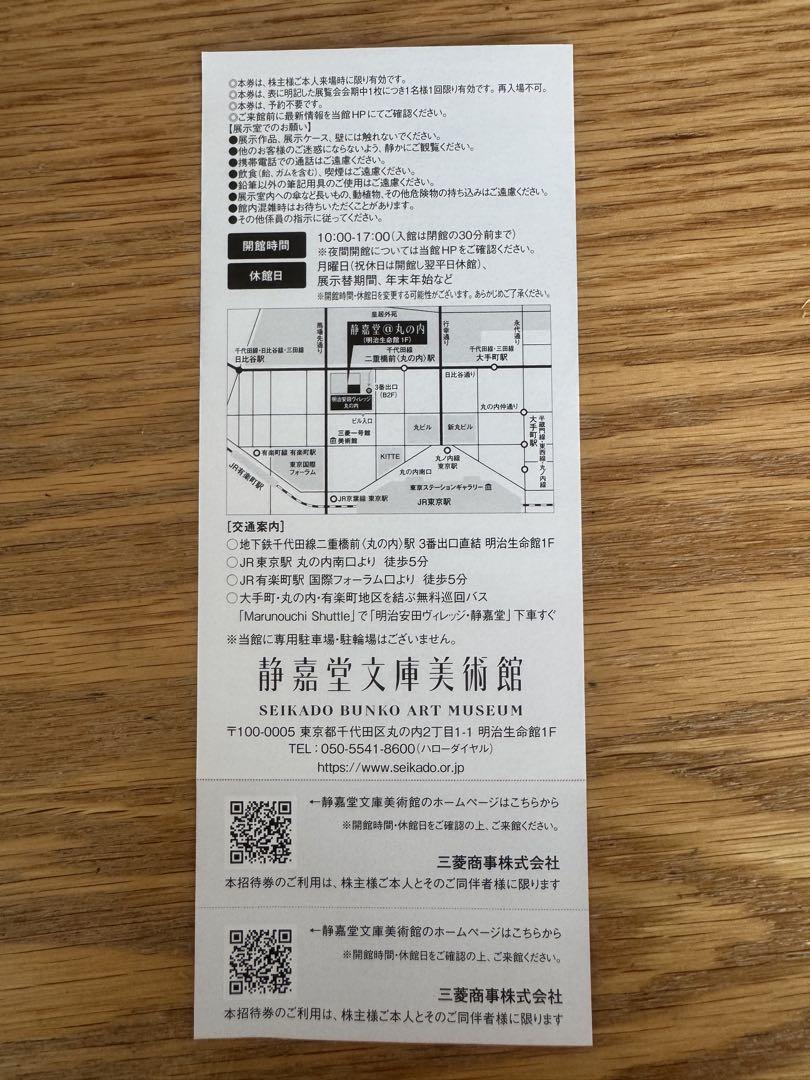 ◎本券は、株主様ご本人来場時に限り有効です。
◎本券は、表に明記した展覧会会期中1枚につき1名様1回限り有効です。再入場不可。
◎本券は、予約不要です。
◎ご来館前に最新情報を当館HPにてご確認ください。
【展示室でのお願い】
●展示作品、展示ケース、壁には触れないでください。
●他のお客様のご迷惑にならないよう、静かにご観覧ください。
●携帯電話での通話はご遠慮ください。
●飲食(飴、ガムを含む)、喫煙はご遠慮ください。
●鉛筆以外の筆記用具のご使用はご遠慮ください。
●展示室内への傘など長いもの、動植物、その他危険物の持ち込みはご遠慮ください。
●館内混雑時はお待ちいただくことがあります。
●その他係員の指示に従ってください。
開館時間
10:00-17:00(入館は閉館の30分前まで)
※夜間開館については当館HPをご確認ください。
休館日
月曜日(祝休日は開館し翌平日休館)、
展示替期間、年末年始など
※開館時間・休館日を変更する可能性がございます。あらかじめご了承ください。
皇居外苑
馬場先通り
静嘉堂@丸の内
(明治生命館1F)
行幸通り
永代通り
千代田線・日比谷線・三田線
日比谷駅
千代田線
二重橋前〈丸の内〉駅
千代田線・三田線
大手町駅
日比谷通り
3番出口
(B2F)
明治安田ヴィレッジ
丸の内
ビル入口
丸の内仲通り
三菱一号館
美術館
丸ビル
新丸ビル
半蔵門線・東西線・丸ノ内線
大手町駅
有楽町線 有楽町駅
東京国際
フォーラム
KITTE
丸ノ内線
東京駅
丸の内南口
JR有楽町駅
東京ステーションギャラリー
JR京葉線 東京駅
JR東京駅
[交通案内]
○地下鉄千代田線二重橋前〈丸の内〉駅 3番出口直結 明治生命館1F
○JR東京駅 丸の内南口より 徒歩5分
○JR有楽町駅 国際フォーラム口より 徒歩5分
○大手町・丸の内・有楽町地区を結ぶ無料巡回バス
「Marunouchi Shuttle」で「明治安田ヴィレッジ・静嘉堂」下車すぐ
※当館に専用駐車場・駐輪場はございません。
静嘉堂文庫美術館
SEIKADO BUNKO ART MUSEUM
〒100-0005 東京都千代田区丸の内2丁目1-1 明治生命館1F
TEL:050-5541-8600(ハローダイヤル)
https://www.seikado.or.jp
←静嘉堂文庫美術館のホームページはこちらから
※開館時間・休館日をご確認の上、ご来館ください。
三菱商事株式会社
本招待券のご利用は、株主様ご本人とそのご同伴者様に限ります
←静嘉堂文庫美術館のホームページはこちらから
※開館時間・休館日をご確認の上、ご来館ください。
三菱商事株式会社
本招待券のご利用は、株主様ご本人とそのご同伴者様に限ります